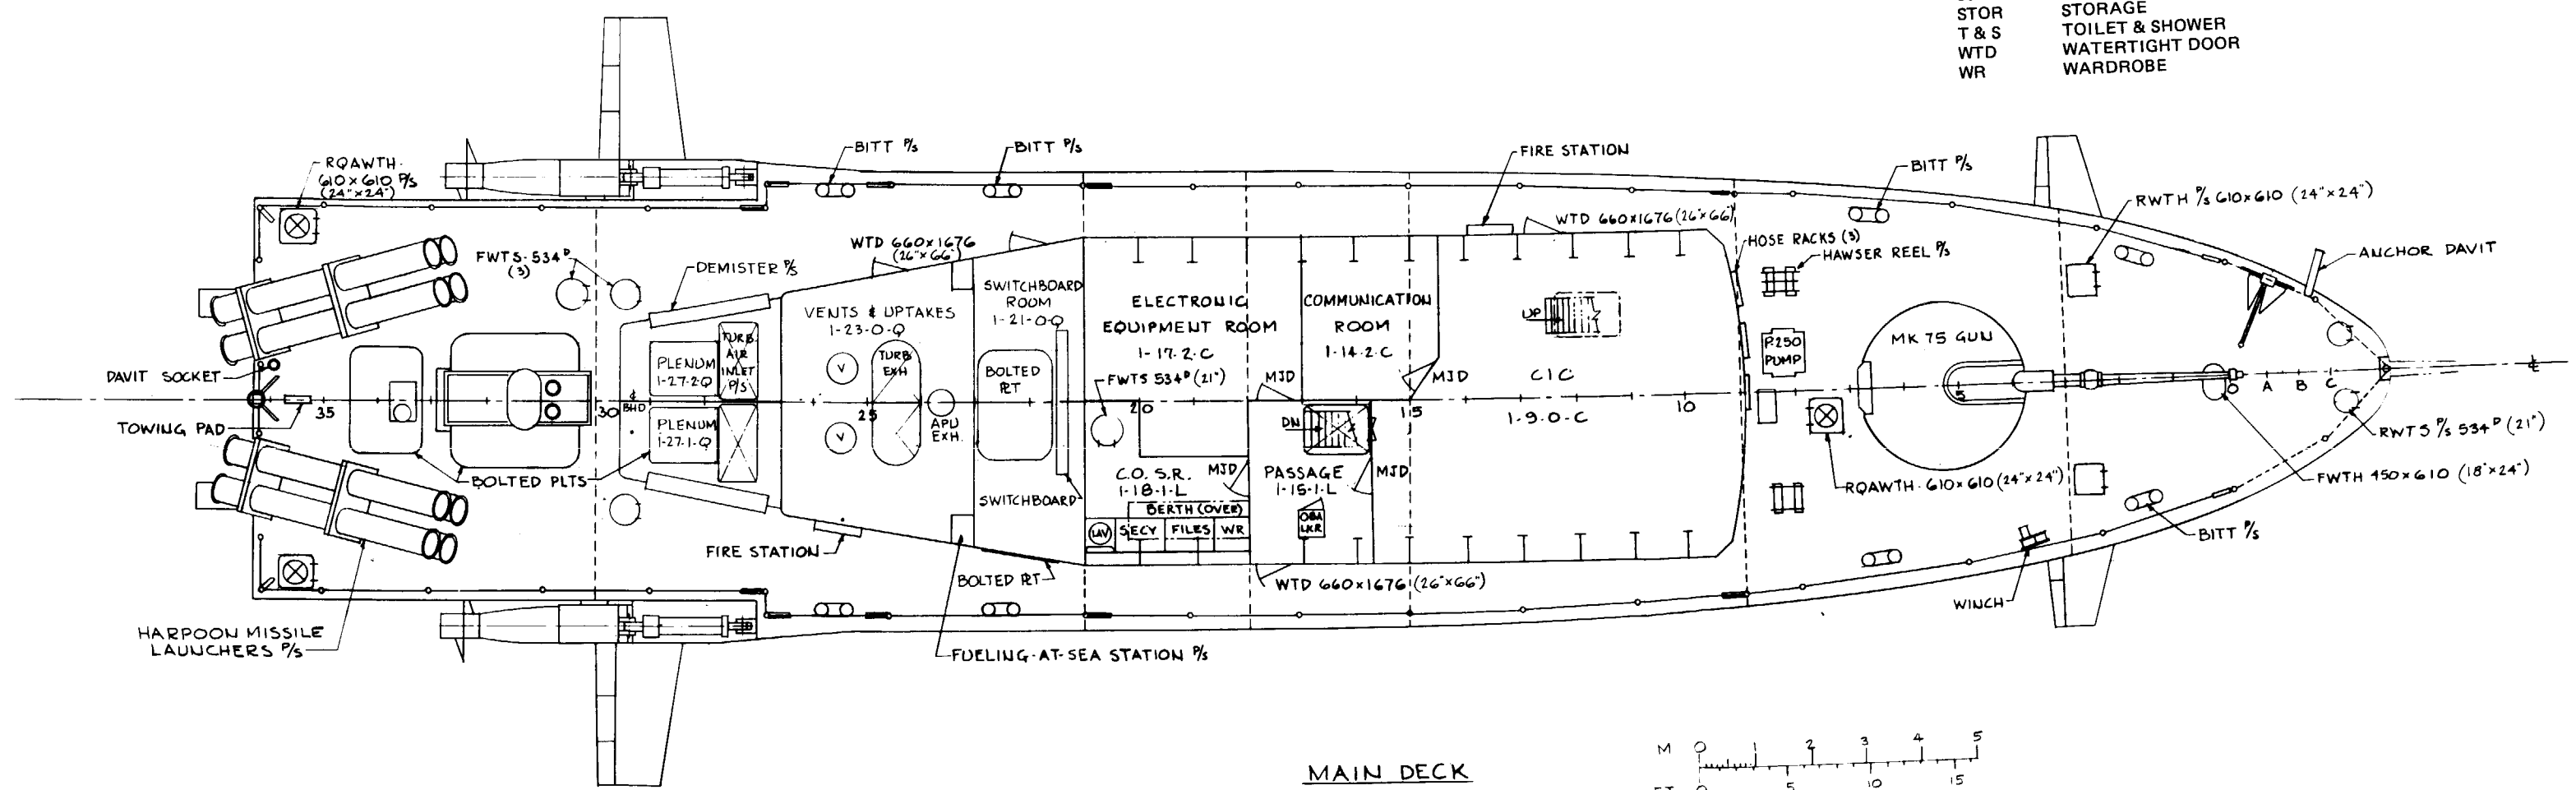 STOR STORAGE
T & S TOILET & SHOWER
WTD WATERTIGHT DOOR
WR WARDROBE
RQAWTH-
610×610 P/S
(24"×24")
BITT P/S
BITT P/S
FIRE STATION
BITT P/S
RWTH P/S 610×610 (24"×24")
ANCHOR DAVIT
WTD 660×1676
(26"×66")
WTD 660×1676 (26"×66")
HOSE RACKS (3)
HAWSER REEL P/S
FWTS-534ᴰ
(3)
DEMISTER P/S
VENTS & UPTAKES
1-23-0-Q
SWITCHBOARD
ROOM
1-21-0-Q
ELECTRONIC
EQUIPMENT ROOM
1-17-2-C
COMMUNICATION
ROOM
1-14-2-C
UP
P250
PUMP
MK 75 GUN
DAVIT SOCKET
TOWING PAD
PLENUM
1-27-2-Q
TURB.
AIR
INLET
P/S
V
TURB
EXH
BOLTED
PLT
FWTS 534ᴰ (21")
MJD
MJD
CIC
1-9-0-C
35
30
℄
BHD
25
20
15
10
5
0
A
B
C
℄
PLENUM
1-27-1-Q
V
APU
EXH.
DN
BOLTED PLTS
SWITCHBOARD
C.O. S.R.
1-18-1-L
MJD
PASSAGE
1-15-1-L
MJD
BERTH (OVER)
LAV
SECY
FILES
WR
OBA
LKR
RQAWTH-610×610 (24"×24")
RWTS P/S 534ᴰ (21")
FWTH 450×610 (18"×24")
BITT P/S
FIRE STATION
BOLTED PLT
WTD 660×1676 (26"×66")
WINCH
HARPOON MISSILE
LAUNCHERS P/S
FUELING-AT-SEA STATION P/S
MAIN DECK
M 0 1 2 3 4 5
FT 0 5 10 15